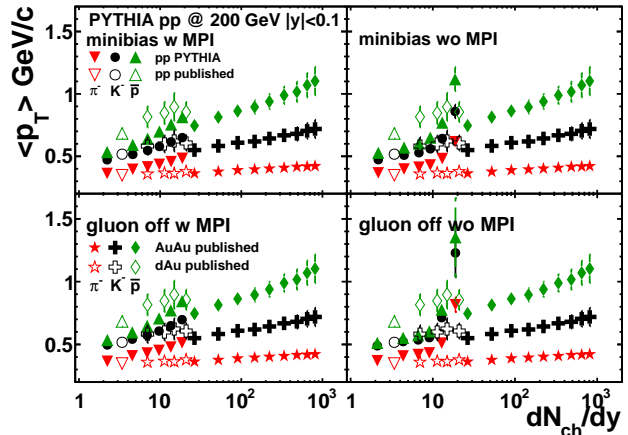 PYTHIA pp @ 200 GeV |y|<0.1
minibias w MPI
pp PYTHIA
pp published
π⁻ K⁻ p̅
minibias wo MPI
<p_T> GeV/c
1.5
1
0.5
gluon off w MPI
AuAu published
dAu published
π⁻ K⁻ p̅
gluon off wo MPI
1.5
1
0.5
1 10 10² 10³
1 10 10² 10³
dN_ch/dy